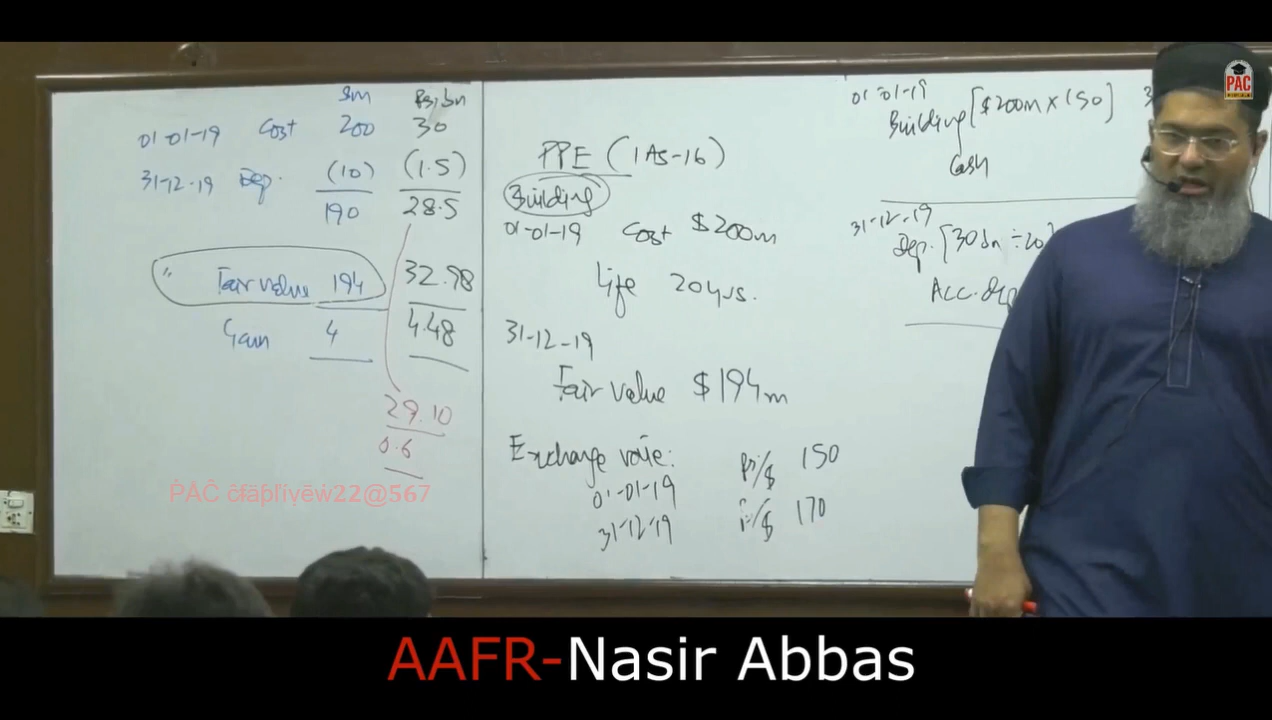 $m Rs.bn
01-01-19 Cost 200 30
31-12-19 Dep. (10) (1.5)
190 28.5
" Fair value 194 32.98
Gain 4 4.48
29.10
0.6
PAC cfaplivew22@567
PPE (IAS-16)
Building
01-01-19 Cost $200m
life 20 yrs.
31-12-19
Fair value $194m
Exchange rate:
01-01-19 Rs/$ 150
31-12-19 Rs/$ 170
01-01-19
Building [$200m x 150]
Cash
31-12-19
Dep. [30bn ÷ 20]
Acc. dep
PAC
AAFR-Nasir Abbas